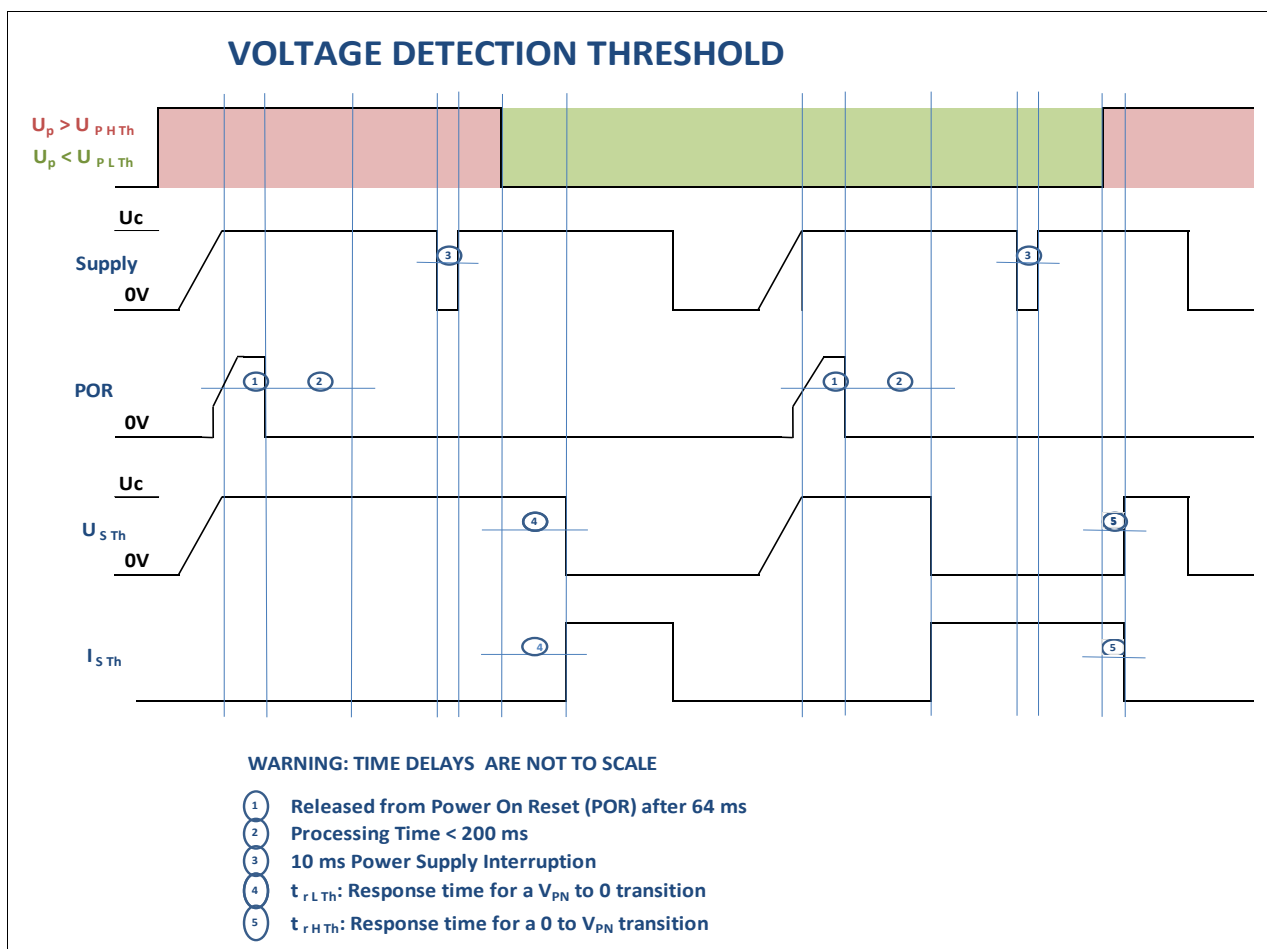 VOLTAGE DETECTION THRESHOLD
Up > U P H Th
Up < U P L Th
Uc
Supply
0V
3
3
POR
0V
1
2
1
2
Uc
U S Th
0V
4
5
I S Th
4
5
WARNING: TIME DELAYS ARE NOT TO SCALE
1 Released from Power On Reset (POR) after 64 ms
2 Processing Time < 200 ms
3 10 ms Power Supply Interruption
4 t r L Th: Response time for a VPN to 0 transition
5 t r H Th: Response time for a 0 to VPN transition